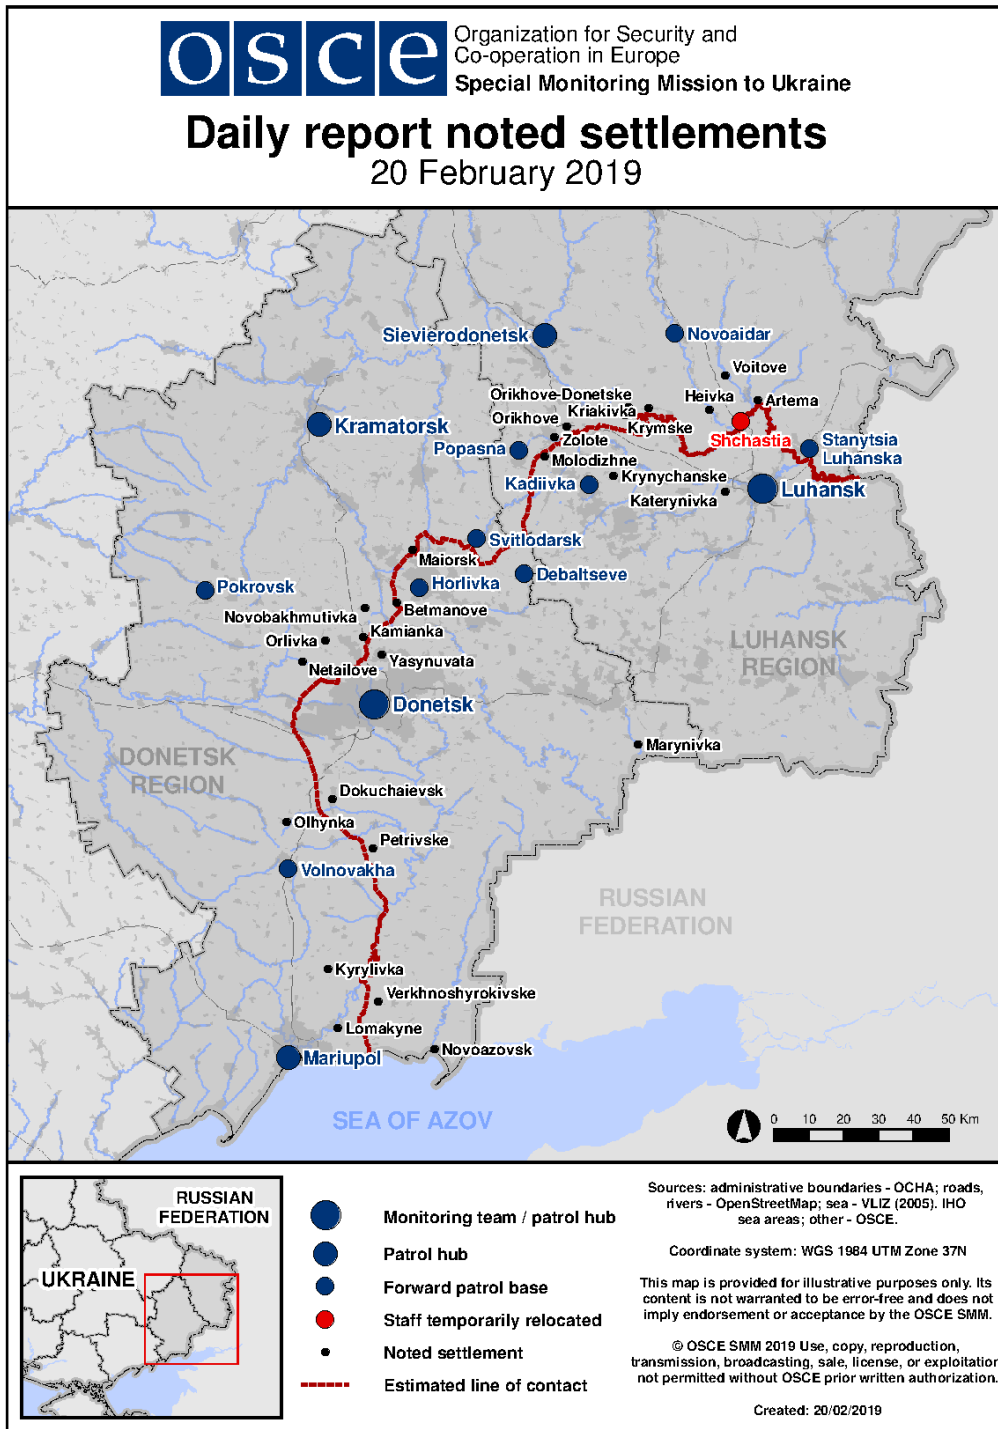 osce
Organization for Security and
Co-operation in Europe
Special Monitoring Mission to Ukraine
Daily report noted settlements
20 February 2019
Sievierodonetsk
Novoaidar
Voitove
Orikhove-Donetske
Heivka
Artema
Kriakivka
Orikhove
Krymske
Kramatorsk
Zolote
Shchastia
Popasna
Stanytsia
Luhanska
Molodizhne
Kadiivka
Krynychanske
Luhansk
Katerynivka
Svitlodarsk
Maiorsk
Debaltseve
Pokrovsk
Horlivka
Betmanove
Novobakhmutivka
Kamianka
Orlivka
LUHANSK
REGION
Yasynuvata
Netailove
Donetsk
Marynivka
DONETSK
REGION
Dokuchaievsk
Olhynka
Petrivske
Volnovakha
RUSSIAN
FEDERATION
Kyrylivka
Verkhnoshyrokivske
Lomakyne
Novoazovsk
Mariupol
SEA OF AZOV
0 10 20 30 40 50 Km
RUSSIAN
FEDERATION
UKRAINE
Monitoring team / patrol hub
Patrol hub
Forward patrol base
Staff temporarily relocated
Noted settlement
Estimated line of contact
Sources: administrative boundaries - OCHA; roads,
rivers - OpenStreetMap; sea - VLIZ (2005). IHO
sea areas; other - OSCE.
Coordinate system: WGS 1984 UTM Zone 37N
This map is provided for illustrative purposes only. Its
content is not warranted to be error-free and does not
imply endorsement or acceptance by the OSCE SMM.
© OSCE SMM 2019 Use, copy, reproduction,
transmission, broadcasting, sale, license, or exploitation
not permitted without OSCE prior written authorization.
Created: 20/02/2019